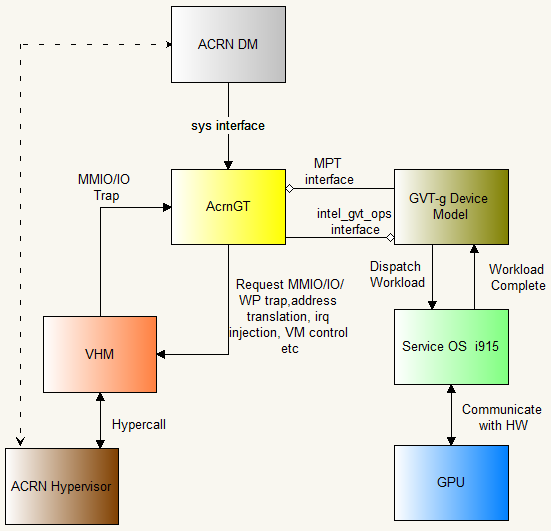 ACRN DM
sys interface
MMIO/IO
Trap
AcrnGT
MPT
interface
intel_gvt_ops
interface
GVT-g Device
Model
Dispatch
Workload
Workload
Complete
Request MMIO/IO/
WP trap,address
translation, irq
injection, VM control
etc
VHM
Service OS i915
Hypercall
Communicate
with HW
ACRN Hypervisor
GPU